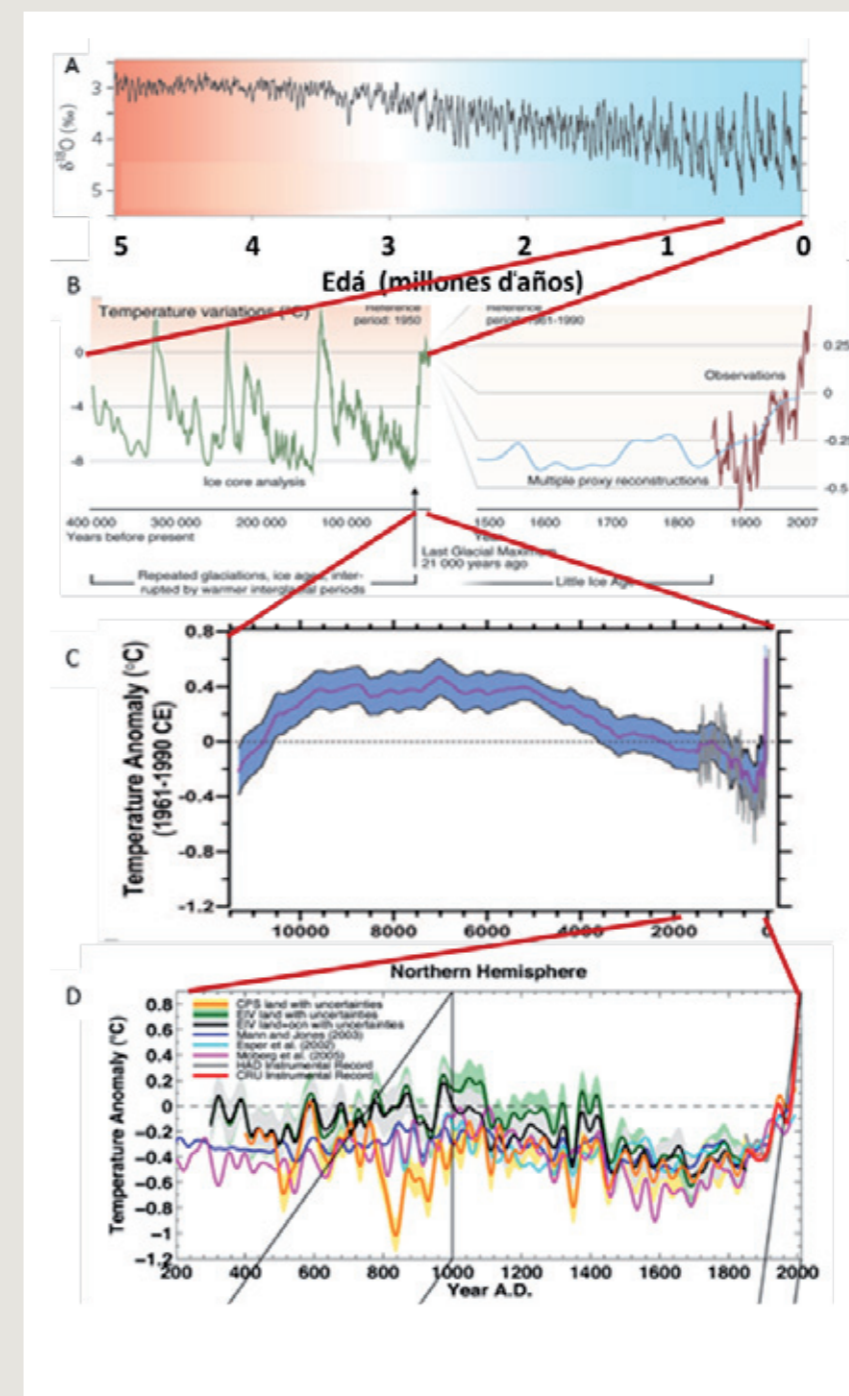 A
3
4
5
δ¹⁸O (‰)
5 4 3 2 1 0
Edá (millones d'años)
B
Temperature variations (°C)
Reference
period: 1950
0
-4
-8
Ice core analysis
400 000 300 000 200 000 100 000
Years before present
Last Glacial Maximum
21 000 years ago
Repeated glaciations, ice ages, inter-
rupted by warmer interglacial periods
Reference
period: 1961-1990
0.25
0
-0.25
-0.5
Observations
Multiple proxy reconstructions
1500 1600 1700 1800 1900 2007
Little Ice Age
C
Temperature Anomaly (°C)
(1961-1990 CE)
0.8
0.4
0
-0.4
-0.8
-1.2
10000 8000 6000 4000 2000 0
D
Northern Hemisphere
Temperature Anomaly (°C)
0.8
0.6
0.4
0.2
0
-0.2
-0.4
-0.6
-0.8
-1
-1.2
CPS land with uncertainties
EIV land with uncertainties
EIV land+ocn with uncertainties
Mann and Jones (2003)
Esper et al. (2002)
Moberg et al. (2005)
HAD Instrumental Record
CRU Instrumental Record
200 400 600 800 1000 1200 1400 1600 1800 2000
Year A.D.